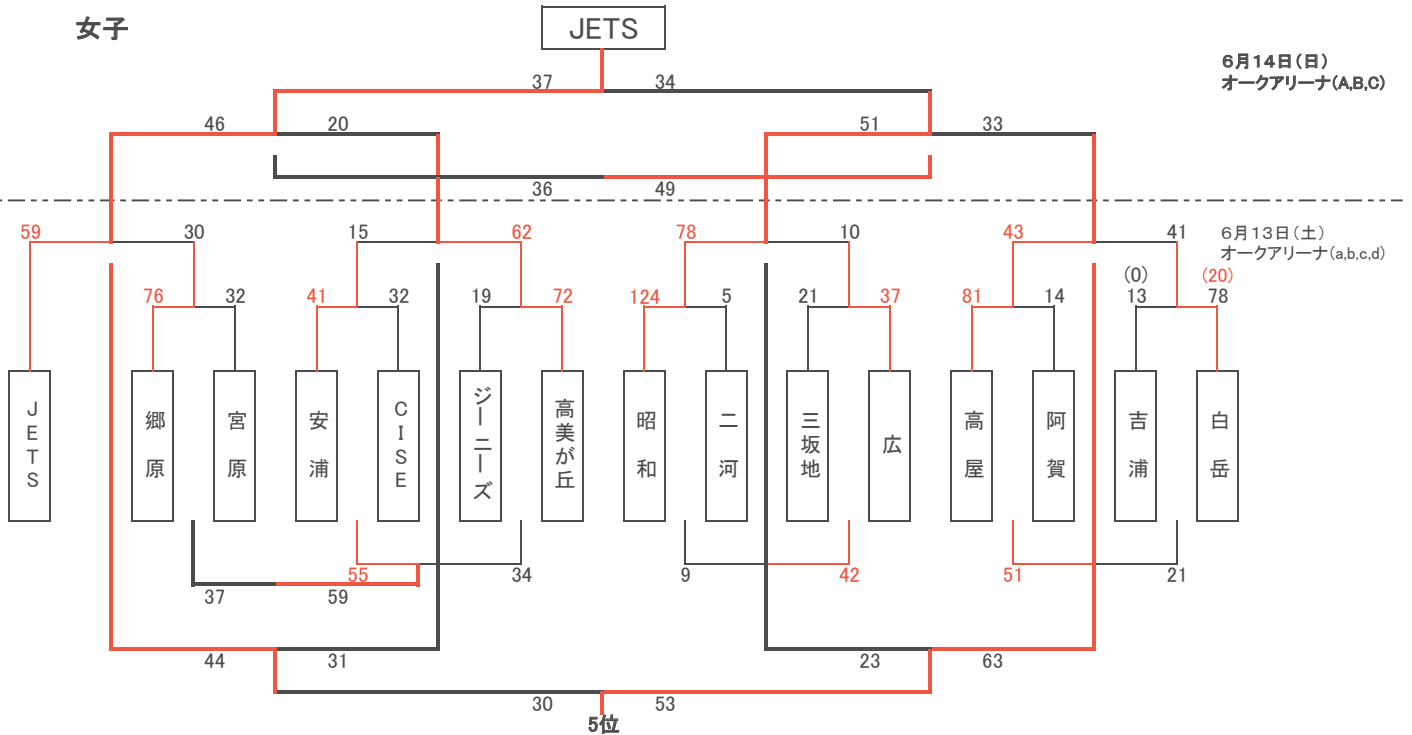 女子
JETS
6月14日(日)
オークアリーナ(A,B,C)
37 34
46 20 51 33
36 49
6月13日(土)
オークアリーナ(a,b,c,d)
59 30 15 62 78 10 43 41
(0) (20)
76 32 41 32 19 72 124 5 21 37 81 14 13 78
JETS
郷原
宮原
安浦
CISE
ジーニーズ
高美が丘
昭和
二河
三坂地
広
高屋
阿賀
吉浦
白岳
55 34 9 42 51 21
37 59
44 31 23 63
30 53
5位